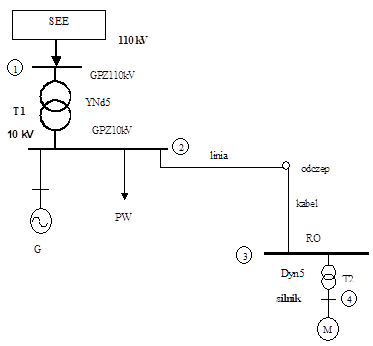 SEE
110 kV
1
GPZ110kV
T1
YNd5
10 kV
GPZ10kV
2
linia
odczep
kabel
PW
G
RO
3
Dyn5
T2
silnik
4
M